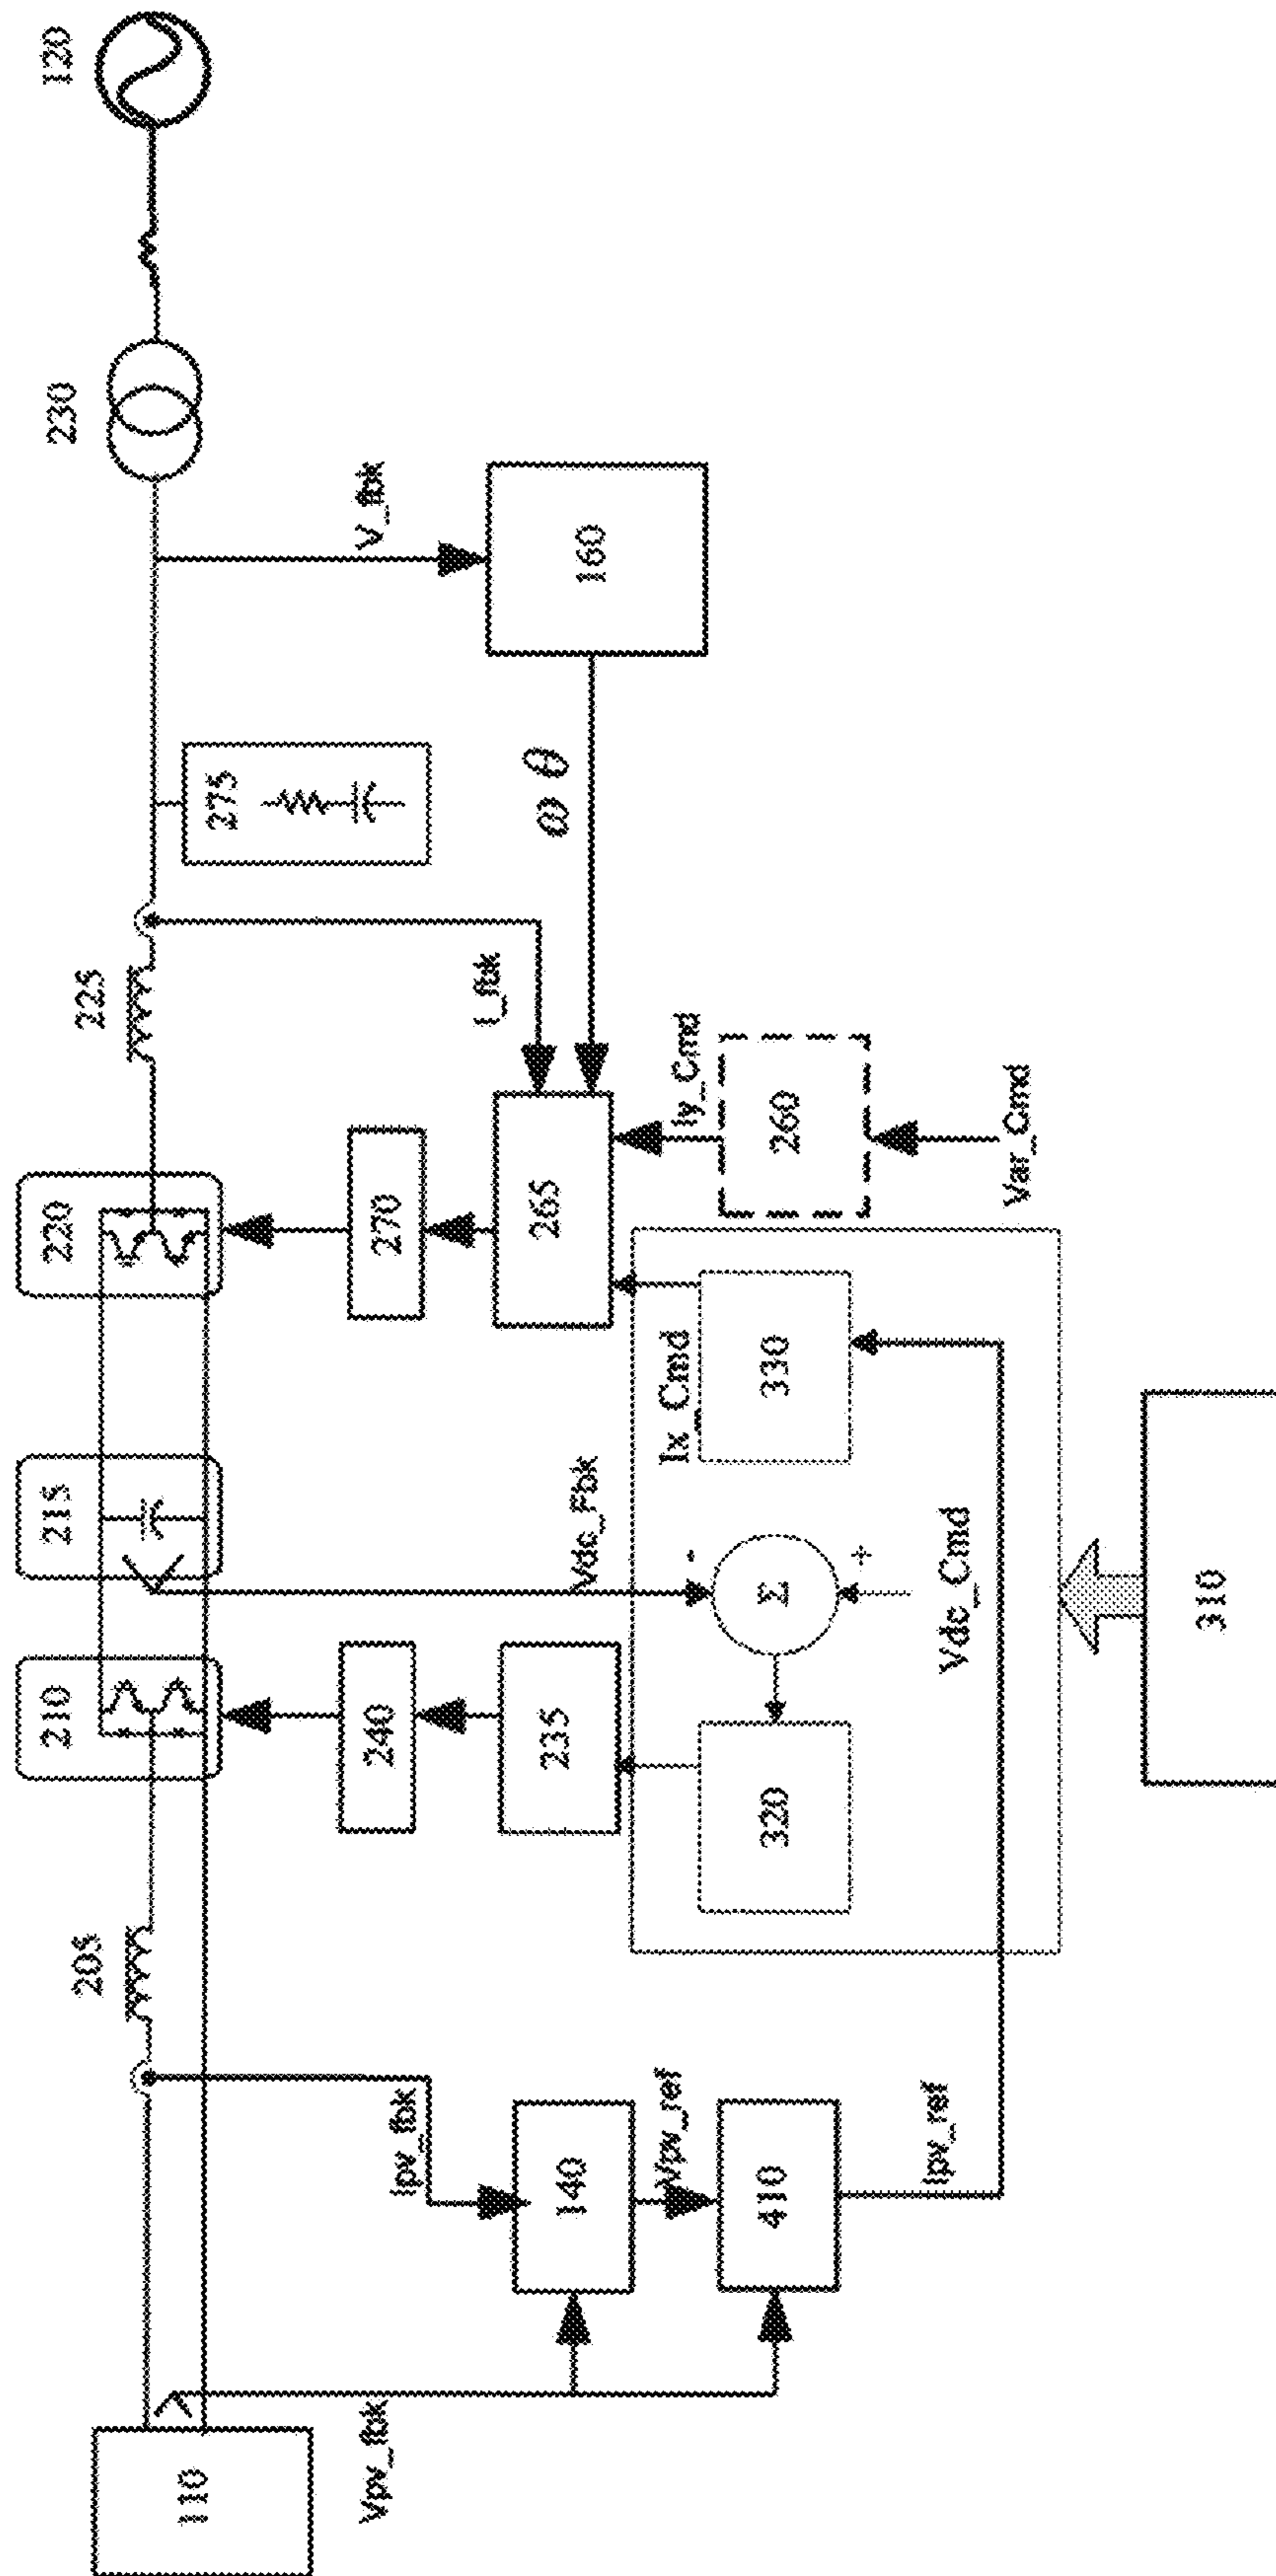 110
Vpv_fbk
205
Ipv_fbk
140
Vpv_ref
410
Ipv_ref
210
240
235
320
215
Vdc_Fbk
-
Σ
+
Vdc_Cmd
310
220
270
265
Ix_Cmd
330
225
I_fbk
Iy_Cmd
260
Var_Cmd
275
ω θ
V_fbk
160
230
120